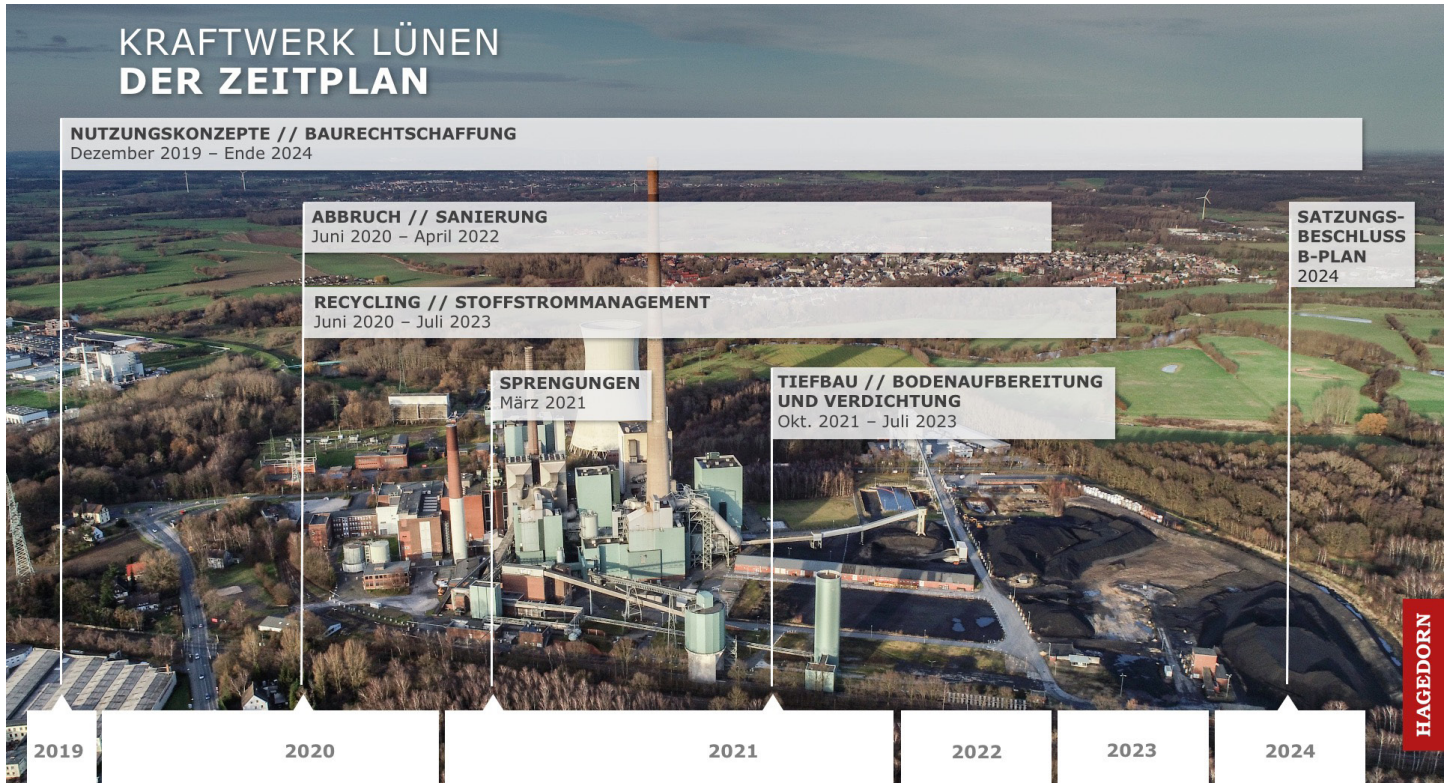 KRAFTWERK LÜNEN
DER ZEITPLAN
NUTZUNGSKONZEPTE // BAURECHTSCHAFFUNG
Dezember 2019 – Ende 2024
ABBRUCH // SANIERUNG
Juni 2020 – April 2022
SATZUNGS-
BESCHLUSS
B-PLAN
2024
RECYCLING // STOFFSTROMMANAGEMENT
Juni 2020 – Juli 2023
SPRENGUNGEN
März 2021
TIEFBAU // BODENAUFBEREITUNG
UND VERDICHTUNG
Okt. 2021 – Juli 2023
HAGEDORN
2019
2020
2021
2022
2023
2024